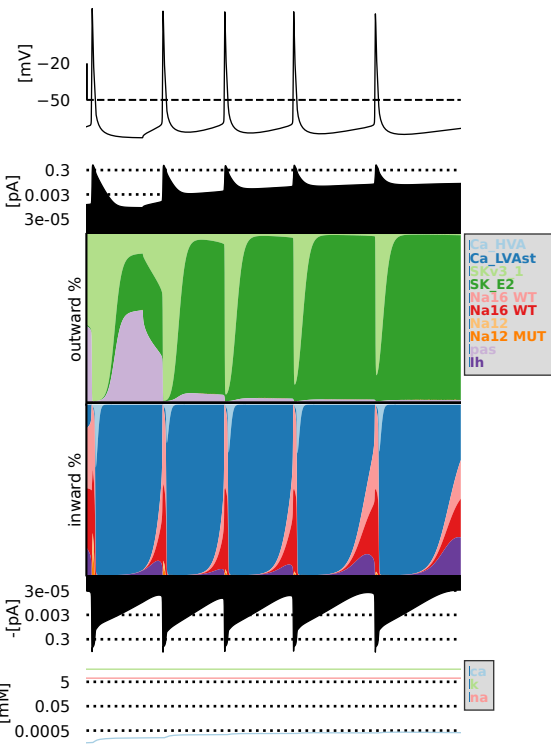 [mV]
−20
−50
[pA]
0.3
0.003
3e-05
outward %
Ca_HVA
Ca_LVAst
SKv3_1
SK_E2
Na16 WT
Na16 WT
Na12
Na12 MUT
pas
Ih
inward %
-[pA]
3e-05
0.003
0.3
[mM]
5
0.05
0.0005
ca
k
na